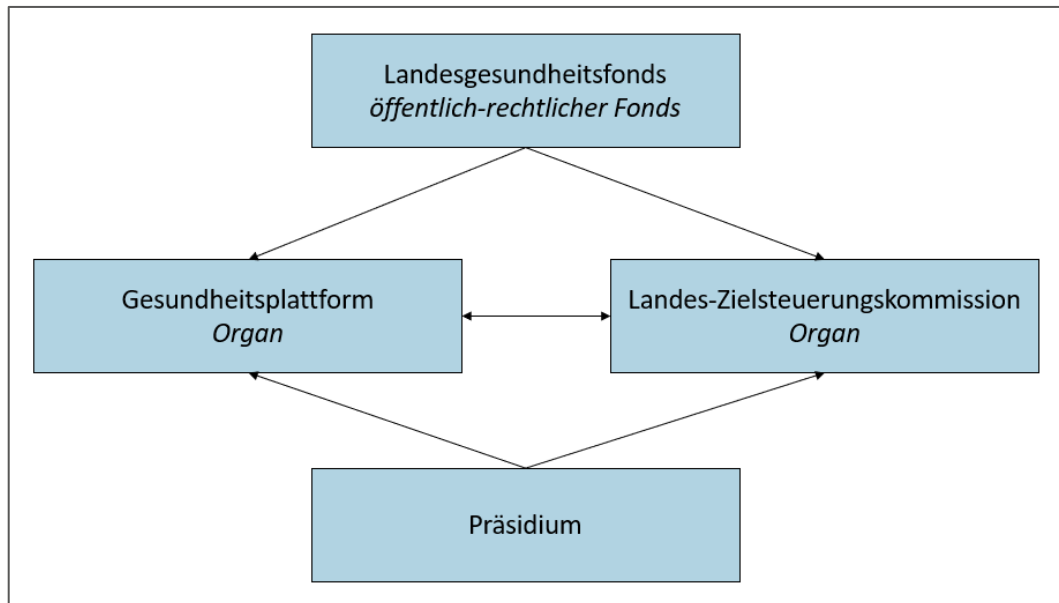 Landesgesundheitsfonds
öffentlich-rechtlicher Fonds
Gesundheitsplattform
Organ
Landes-Zielsteuerungskommission
Organ
Präsidium